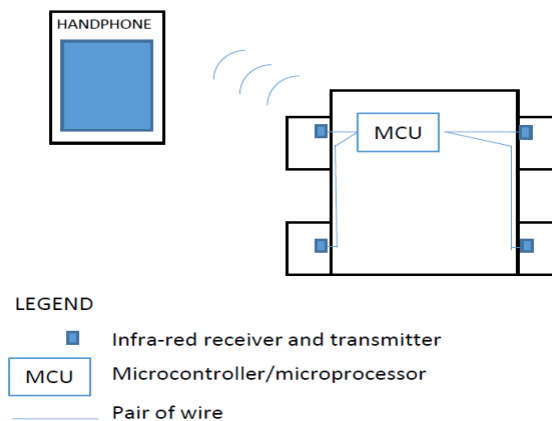 HANDPHONE
MCU
LEGEND
Infra-red receiver and transmitter
MCU
Microcontroller/microprocessor
Pair of wire